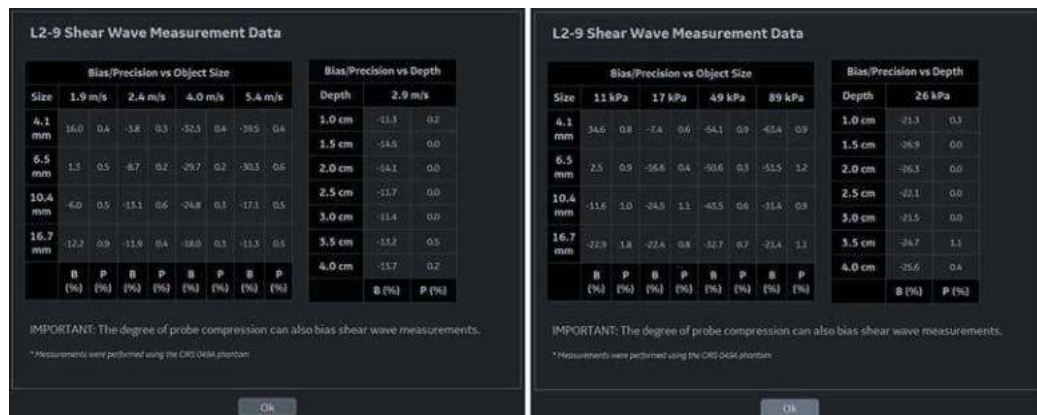 L2-9 Shear Wave Measurement Data
Bias/Precision vs Object Size
Size 1.9 m/s 2.4 m/s 4.0 m/s 5.4 m/s
4.1 mm 16.0 0.4 -3.8 0.3 -32.3 0.4 -39.5 0.4
6.5 mm 1.3 0.5 -8.7 0.2 -29.7 0.2 -30.3 0.6
10.4 mm -6.0 0.5 -13.1 0.6 -24.8 0.3 -17.1 0.5
16.7 mm -12.2 0.9 -11.9 0.4 -18.0 0.3 -11.3 0.5
B (%) P (%) B (%) P (%) B (%) P (%) B (%) P (%)
Bias/Precision vs Depth
Depth 2.9 m/s
1.0 cm -11.3 0.2
1.5 cm -14.5 0.0
2.0 cm -14.1 0.0
2.5 cm -11.7 0.0
3.0 cm -11.4 0.0
3.5 cm -13.2 0.5
4.0 cm -13.7 0.2
B (%) P (%)
IMPORTANT: The degree of probe compression can also bias shear wave measurements.
* Measurements were performed using the CIRS 049A phantom
Ok
L2-9 Shear Wave Measurement Data
Bias/Precision vs Object Size
Size 11 kPa 17 kPa 49 kPa 89 kPa
4.1 mm 34.6 0.8 -7.4 0.6 -54.1 0.9 -63.4 0.9
6.5 mm 2.5 0.9 -16.6 0.4 -50.6 0.3 -51.5 1.2
10.4 mm -11.6 1.0 -24.5 1.1 -43.5 0.6 -31.4 0.9
16.7 mm -22.9 1.8 -22.4 0.8 -32.7 0.7 -21.4 1.1
B (%) P (%) B (%) P (%) B (%) P (%) B (%) P (%)
Bias/Precision vs Depth
Depth 26 kPa
1.0 cm -21.3 0.3
1.5 cm -26.9 0.0
2.0 cm -26.3 0.0
2.5 cm -22.1 0.0
3.0 cm -21.5 0.0
3.5 cm -24.7 1.1
4.0 cm -25.6 0.4
B (%) P (%)
IMPORTANT: The degree of probe compression can also bias shear wave measurements.
* Measurements were performed using the CIRS 049A phantom
Ok